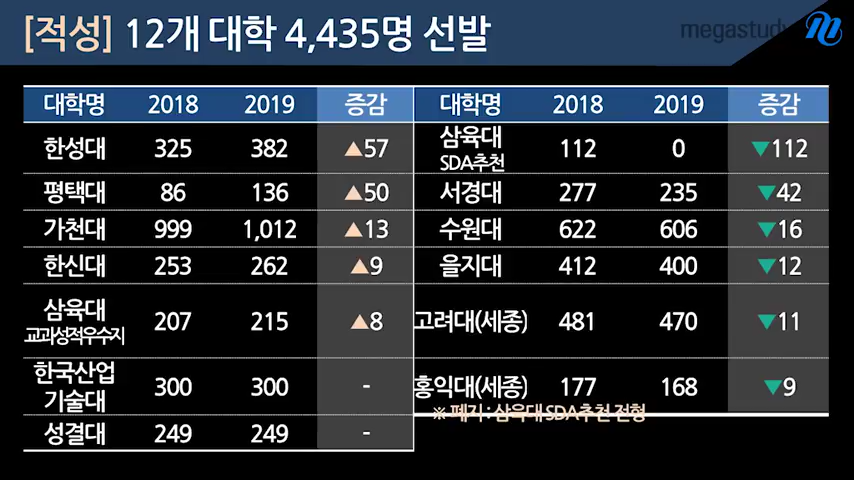 [적성] 12개 대학 4,435명 선발
megastudy
대학명 2018 2019 증감
한성대 325 382 ▲57
평택대 86 136 ▲50
가천대 999 1,012 ▲13
한신대 253 262 ▲9
삼육대
교과성적우수자 207 215 ▲8
한국산업
기술대 300 300 -
성결대 249 249 -
대학명 2018 2019 증감
삼육대
SDA추천 112 0 ▼112
서경대 277 235 ▼42
수원대 622 606 ▼16
을지대 412 400 ▼12
고려대(세종) 481 470 ▼11
홍익대(세종) 177 168 ▼9
※ 폐지 : 삼육대 SDA추천 전형